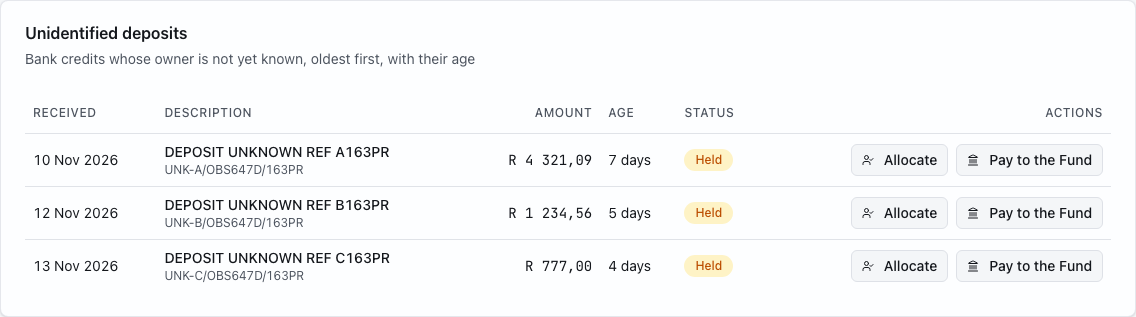 Unidentified deposits
Bank credits whose owner is not yet known, oldest first, with their age
RECEIVED DESCRIPTION AMOUNT AGE STATUS ACTIONS
10 Nov 2026 DEPOSIT UNKNOWN REF A163PR R 4 321,09 7 days Held Allocate Pay to the Fund
UNK-A/OBS647D/163PR
12 Nov 2026 DEPOSIT UNKNOWN REF B163PR R 1 234,56 5 days Held Allocate Pay to the Fund
UNK-B/OBS647D/163PR
13 Nov 2026 DEPOSIT UNKNOWN REF C163PR R 777,00 4 days Held Allocate Pay to the Fund
UNK-C/OBS647D/163PR